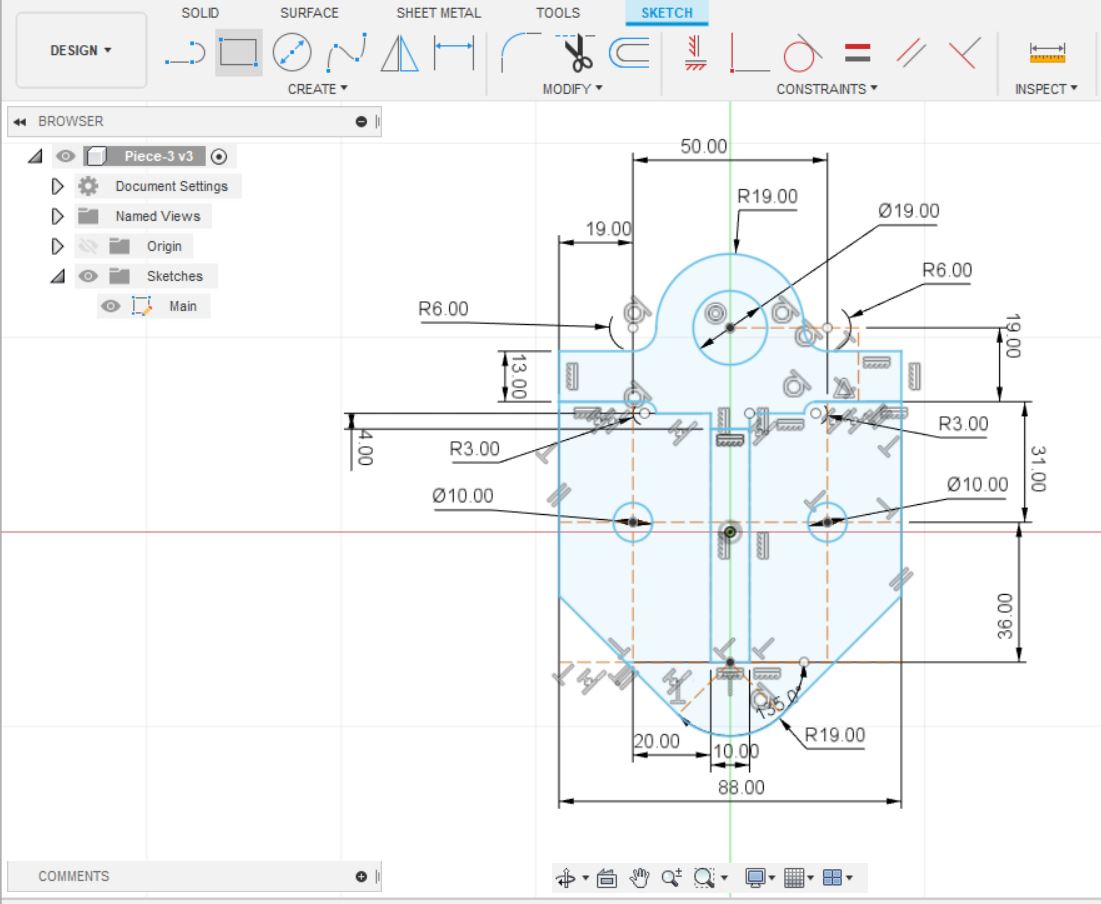 SOLID SURFACE SHEET METAL TOOLS SKETCH
DESIGN
CREATE MODIFY CONSTRAINTS INSPECT
BROWSER
Piece-3 v3
Document Settings
Named Views
Origin
Sketches
Main
50.00
R19.00
Ø19.00
19.00
R6.00
R6.00
19.00
13.00
4.00
R3.00
R3.00
31.00
Ø10.00
Ø10.00
36.00
135.0°
R19.00
20.00
10.00
88.00
COMMENTS